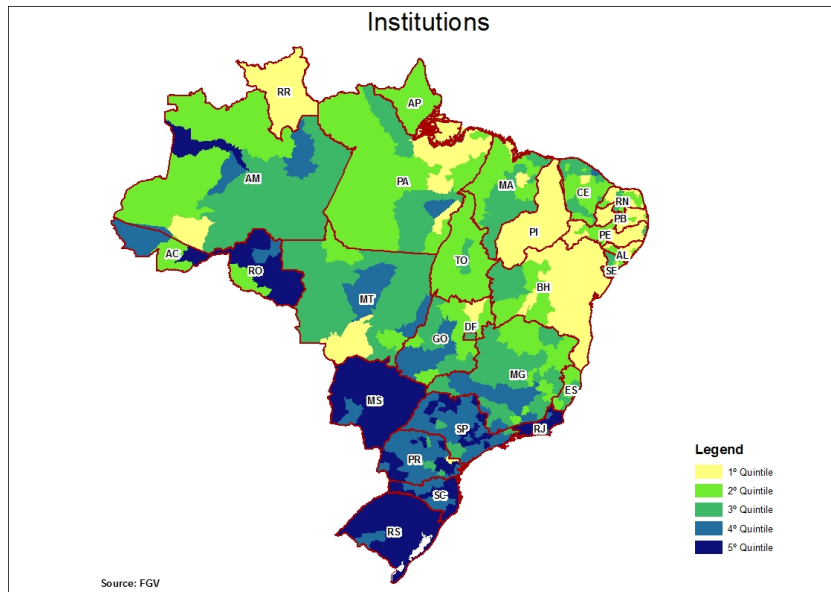 Institutions
RR
AP
AM
PA
MA
CE
RN
PB
PI
PE
AC
TO
AL
RO
SE
BH
MT
DF
GO
MG
ES
MS
SP
RJ
PR
SC
RS
Legend
1º Quintile
2º Quintile
3º Quintile
4º Quintile
5º Quintile
Source: FGV